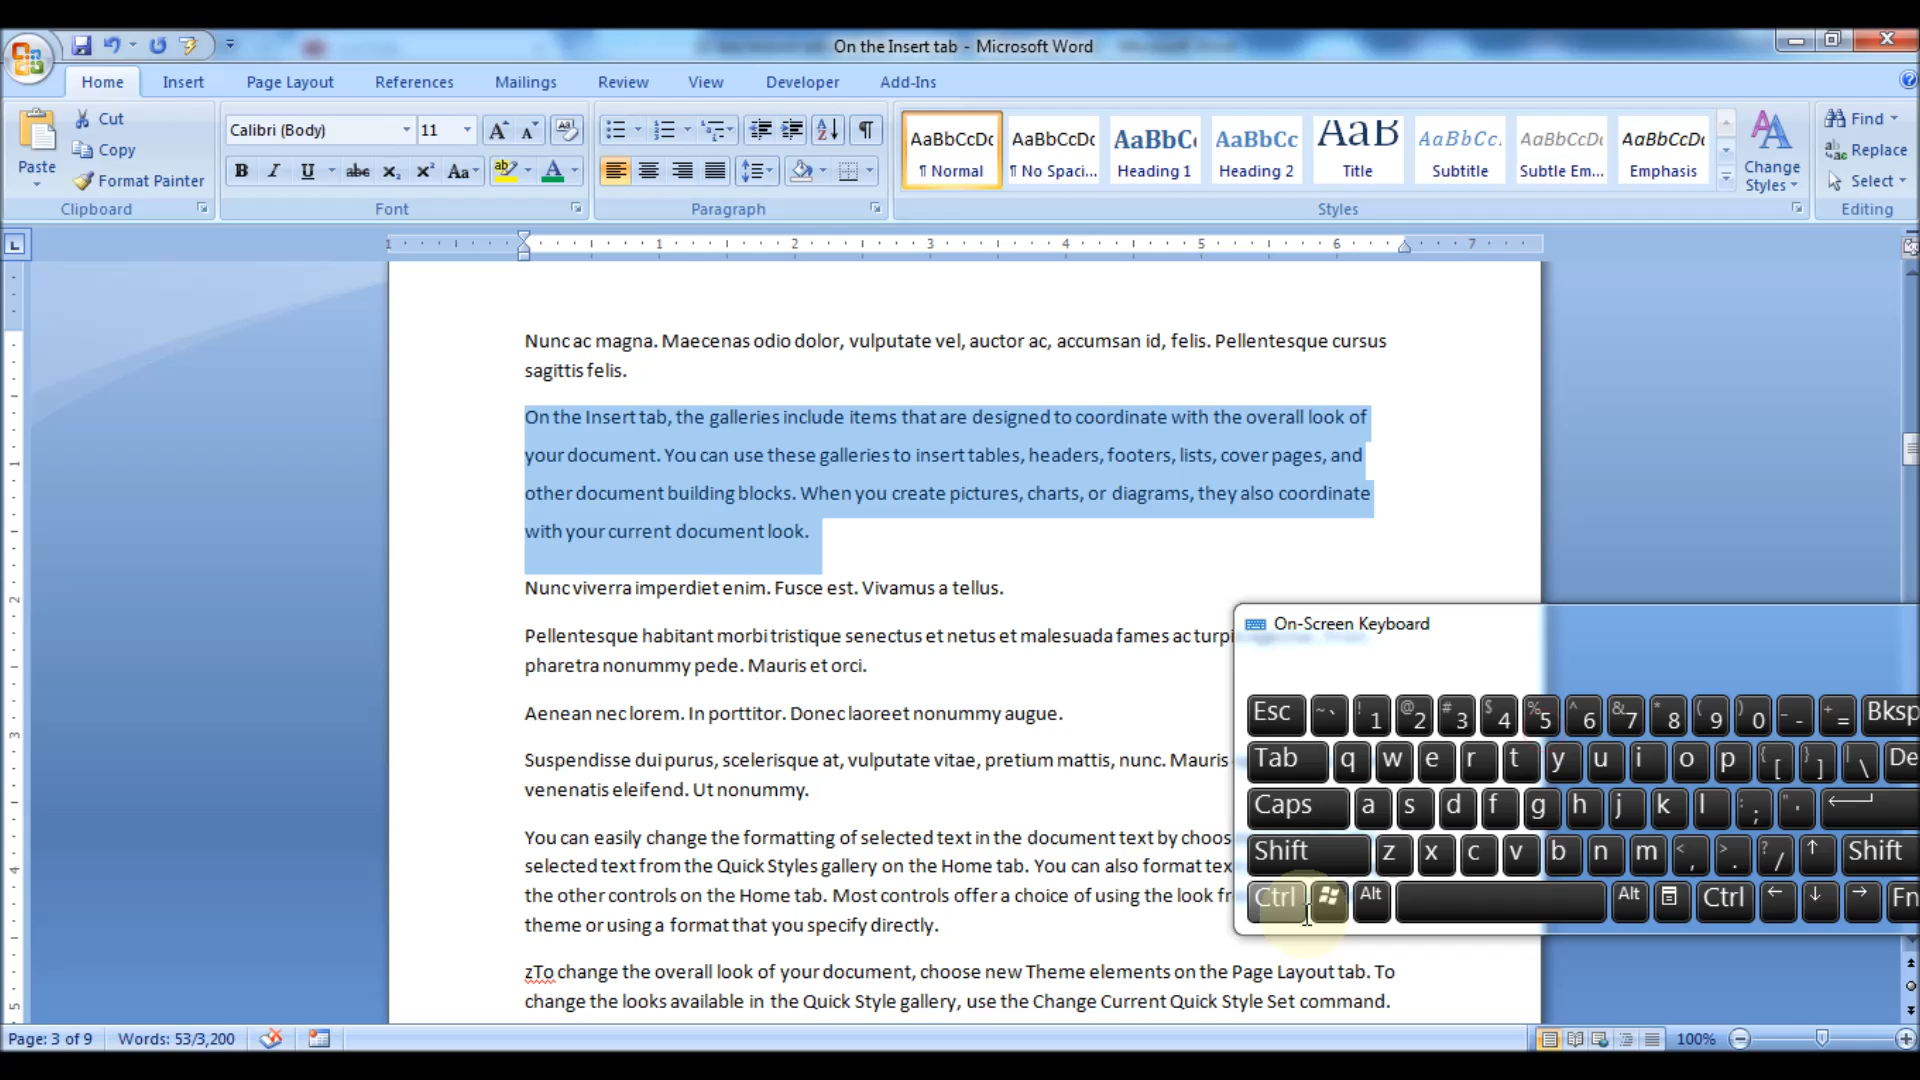 On the Insert tab - Microsoft Word
Home Insert Page Layout References Mailings Review View Developer Add-Ins
Paste
Cut
Copy
Format Painter
Clipboard
Calibri (Body) 11
Font
Paragraph
AaBbCcDc AaBbCcDc AaBbC AaBbCc AaB AaBbCc. AaBbCcDc AaBbCcDc
¶ Normal ¶ No Spaci... Heading 1 Heading 2 Title Subtitle Subtle Em... Emphasis
Change
Styles
Styles
Find
Replace
Select
Editing
1 1 2 3 4 5 6 7
Nunc ac magna. Maecenas odio dolor, vulputate vel, auctor ac, accumsan id, felis. Pellentesque cursus
sagittis felis.
On the Insert tab, the galleries include items that are designed to coordinate with the overall look of
your document. You can use these galleries to insert tables, headers, footers, lists, cover pages, and
other document building blocks. When you create pictures, charts, or diagrams, they also coordinate
with your current document look.
Nunc viverra imperdiet enim. Fusce est. Vivamus a tellus.
Pellentesque habitant morbi tristique senectus et netus et malesuada fames ac turpi
pharetra nonummy pede. Mauris et orci.
Aenean nec lorem. In porttitor. Donec laoreet nonummy augue.
Suspendisse dui purus, scelerisque at, vulputate vitae, pretium mattis, nunc. Mauris
venenatis eleifend. Ut nonummy.
You can easily change the formatting of selected text in the document text by choos
selected text from the Quick Styles gallery on the Home tab. You can also format tex
the other controls on the Home tab. Most controls offer a choice of using the look fr
theme or using a format that you specify directly.
zTo change the overall look of your document, choose new Theme elements on the Page Layout tab. To
change the looks available in the Quick Style gallery, use the Change Current Quick Style Set command.
On-Screen Keyboard
Esc ~ ` ! 1 @ 2 # 3 $ 4 % 5 ^ 6 & 7 * 8 ( 9 ) 0 _ - + = Bksp
Tab q w e r t y u i o p { [ } ] | \ De
Caps a s d f g h j k l : ; " '
Shift z x c v b n m < , > . ? / Shift
Ctrl Alt Alt Ctrl Fn
Page: 3 of 9 Words: 53/3,200 100%